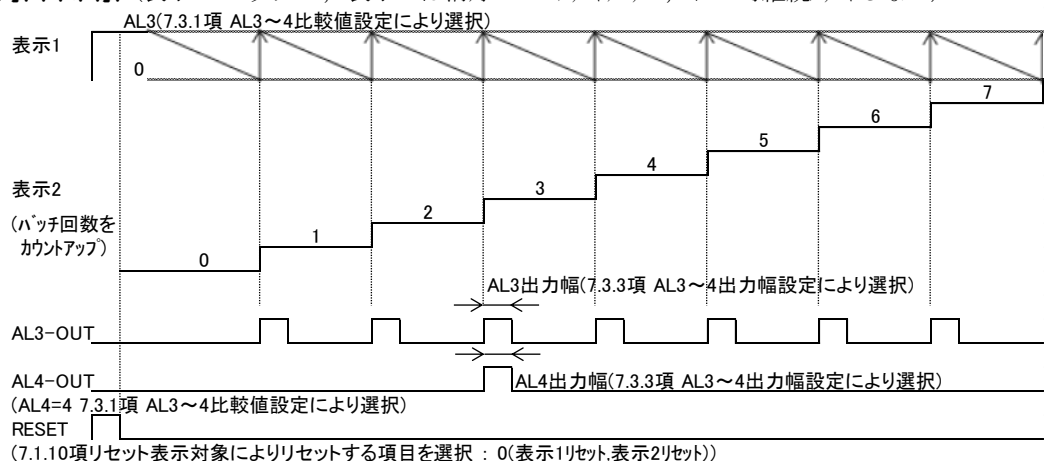 AL3(7.3.1項 AL3～4比較値設定により選択)
表示1
0
7
6
5
4
表示2
3
(ﾊﾞｯﾁ回数を
2
ｶｳﾝﾄｱｯﾌﾟ)
1
0
AL3出力幅(7.3.3項 AL3～4出力幅設定により選択)
AL3-OUT
AL4-OUT
AL4出力幅(7.3.3項 AL3～4出力幅設定により選択)
(AL4=4 7.3.1項 AL3～4比較値設定により選択)
RESET
(7.1.10項リセット表示対象によりリセットする項目を選択 : 0(表示1ﾘｾｯﾄ,表示2ﾘｾｯﾄ))